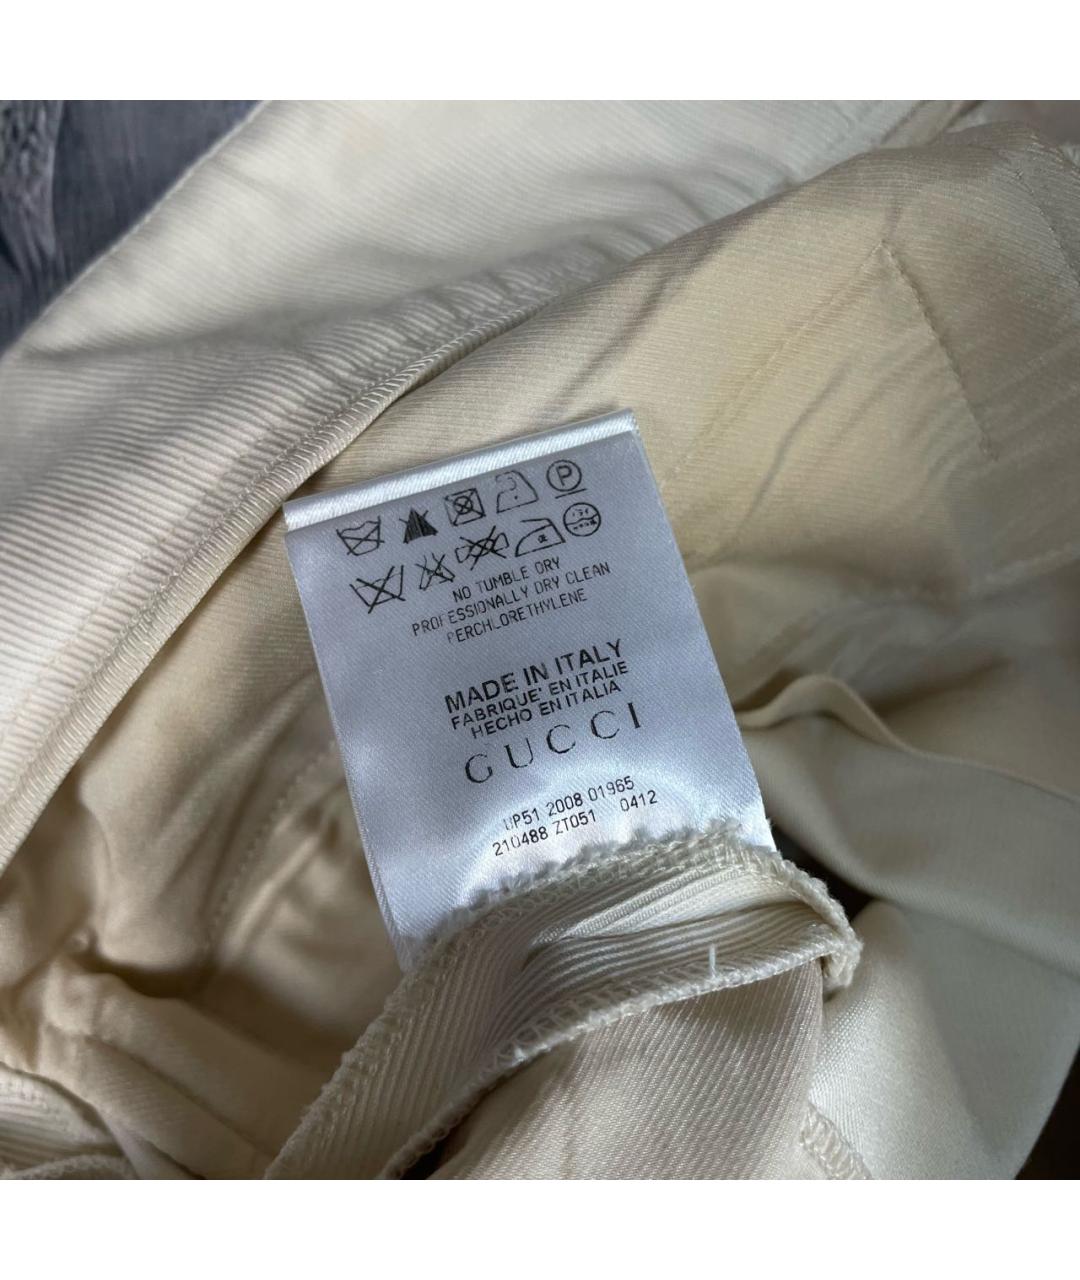 P
NO TUMBLE DRY
PROFESSIONALLY DRY CLEAN
PERCHLORETHYLENE
MADE IN ITALY
FABRIQUE' EN ITALIE
HECHO EN ITALIA
GUCCI
UP51 2008 01965
210488 ZT051 0412